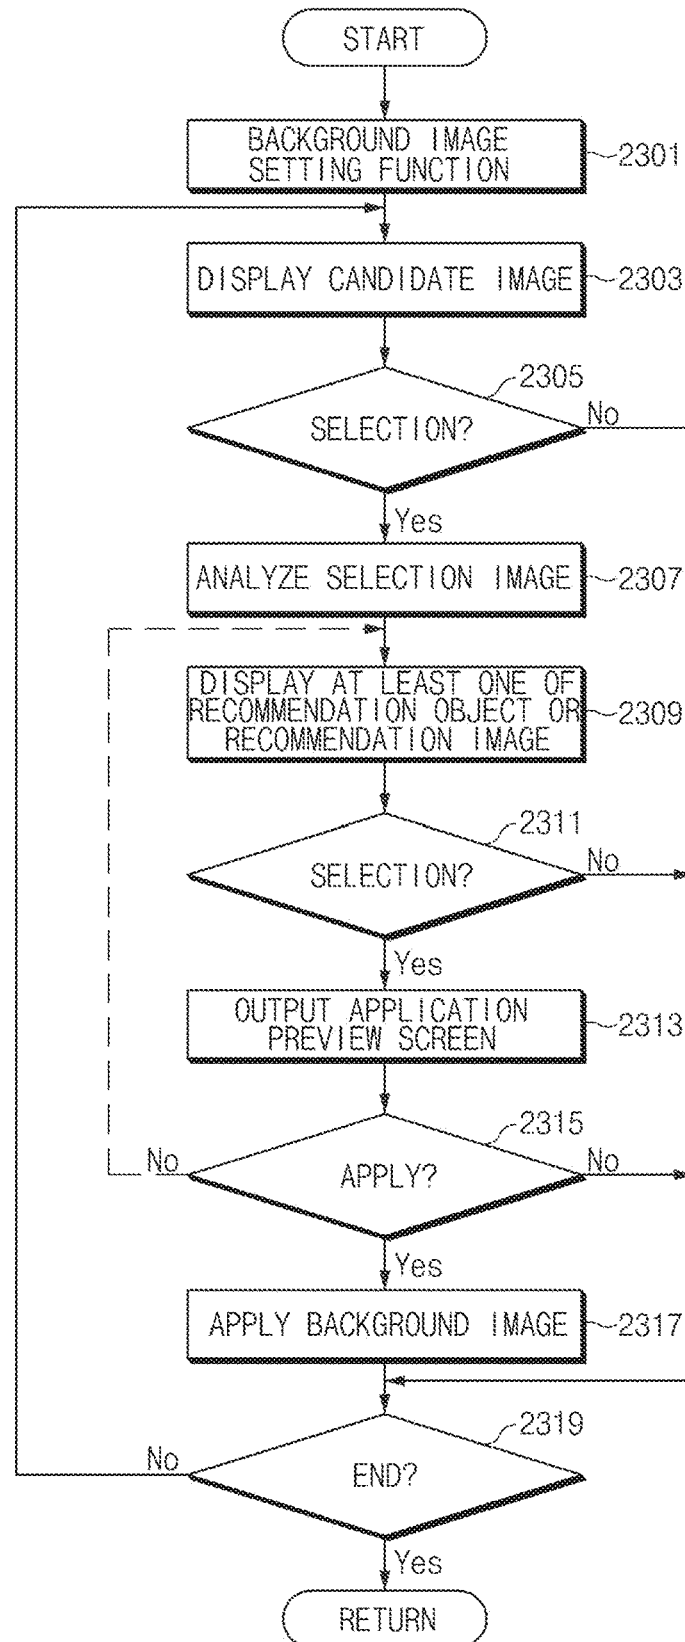 START
BACKGROUND IMAGE
SETTING FUNCTION
2301
DISPLAY CANDIDATE IMAGE
2303
2305
SELECTION?
No
Yes
ANALYZE SELECTION IMAGE
2307
DISPLAY AT LEAST ONE OF
RECOMMENDATION OBJECT OR
RECOMMENDATION IMAGE
2309
2311
SELECTION?
No
Yes
OUTPUT APPLICATION
PREVIEW SCREEN
2313
2315
No
APPLY?
No
Yes
APPLY BACKGROUND IMAGE
2317
2319
No
END?
Yes
RETURN